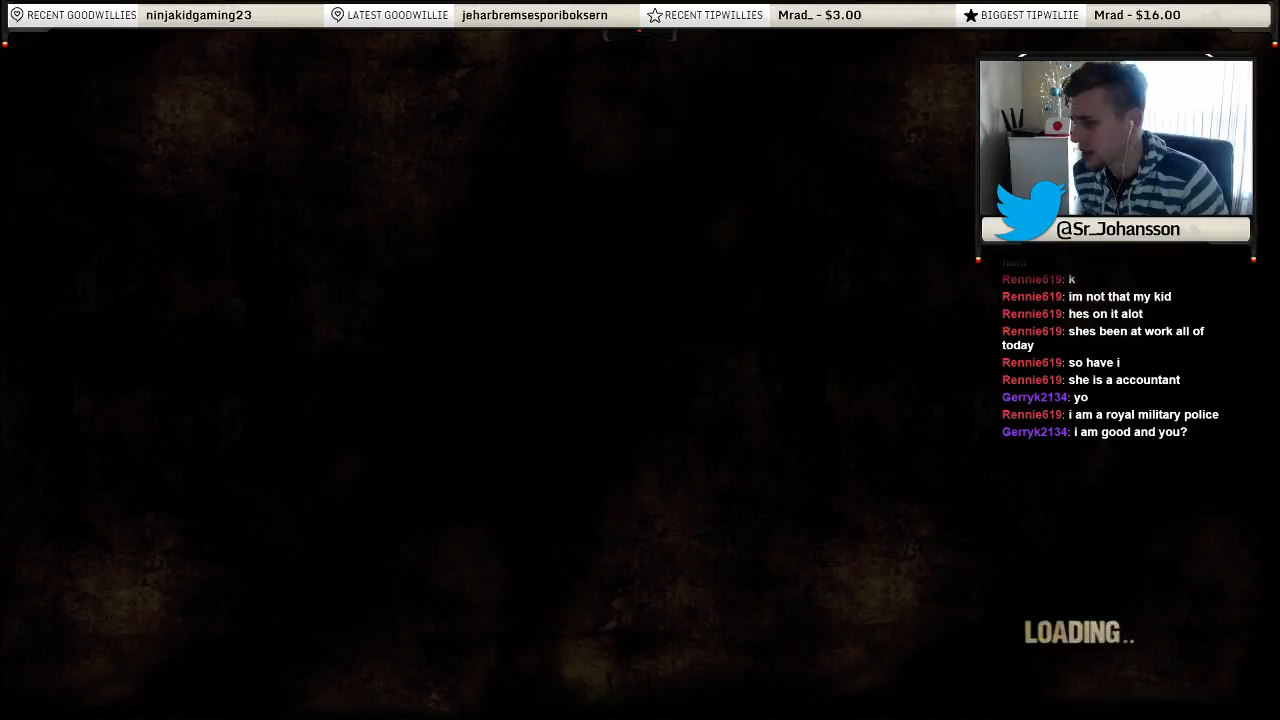 RECENT GOODWILLIES ninjakidgaming23 LATEST GOODWILLIE jeharbremsesporiboksern RECENT TIPWILLIES Mrad_ - $3.00 BIGGEST TIPWILIIE Mrad - $16.00
@Sr_Johansson
Rennie619: k
Rennie619: im not that my kid
Rennie619: hes on it alot
Rennie619: shes been at work all of
today
Rennie619: so have i
Rennie619: she is a accountant
Gerryk2134: yo
Rennie619: i am a royal military police
Gerryk2134: i am good and you?
LOADING..